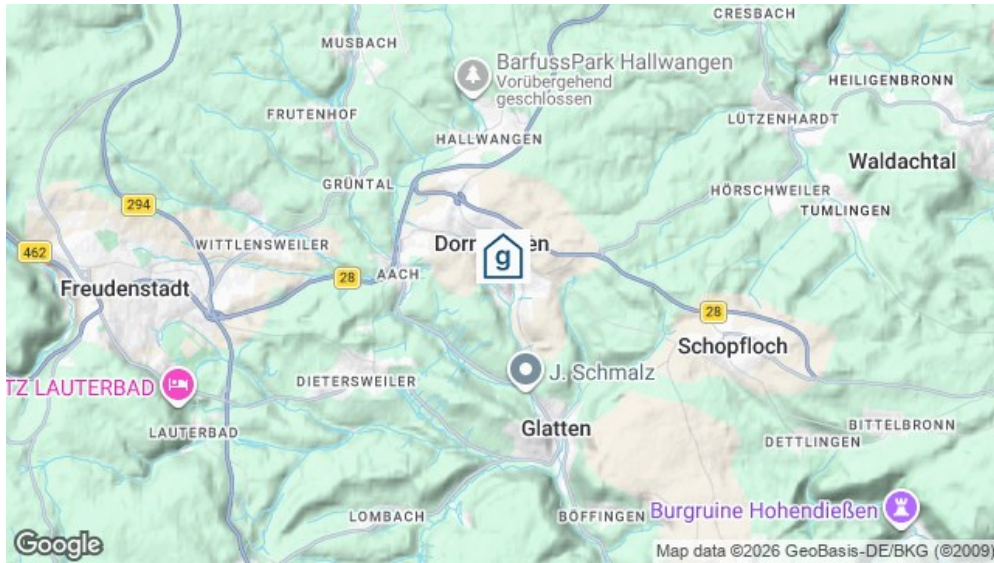 CRESBACH
MUSBACH
BarfussPark Hallwangen
Vorübergehend
geschlossen
HEILIGENBRONN
FRUTENHOF
LÜTZENHARDT
HALLWANGEN
Waldachtal
GRÜNTAL
HÖRSCHWEILER
294
TUMLINGEN
WITTLENSWEILER
462
g
AACH
28
Freudenstadt
28
Schopfloch
J. Schmalz
TZ LAUTERBAD
DIETERSWEILER
Glatten
BITTELBRONN
LAUTERBAD
DETTLINGEN
Burgruine Hohendießen
LOMBACH
BÖFFINGEN
Google
Map data ©2026 GeoBasis-DE/BKG (©2009)